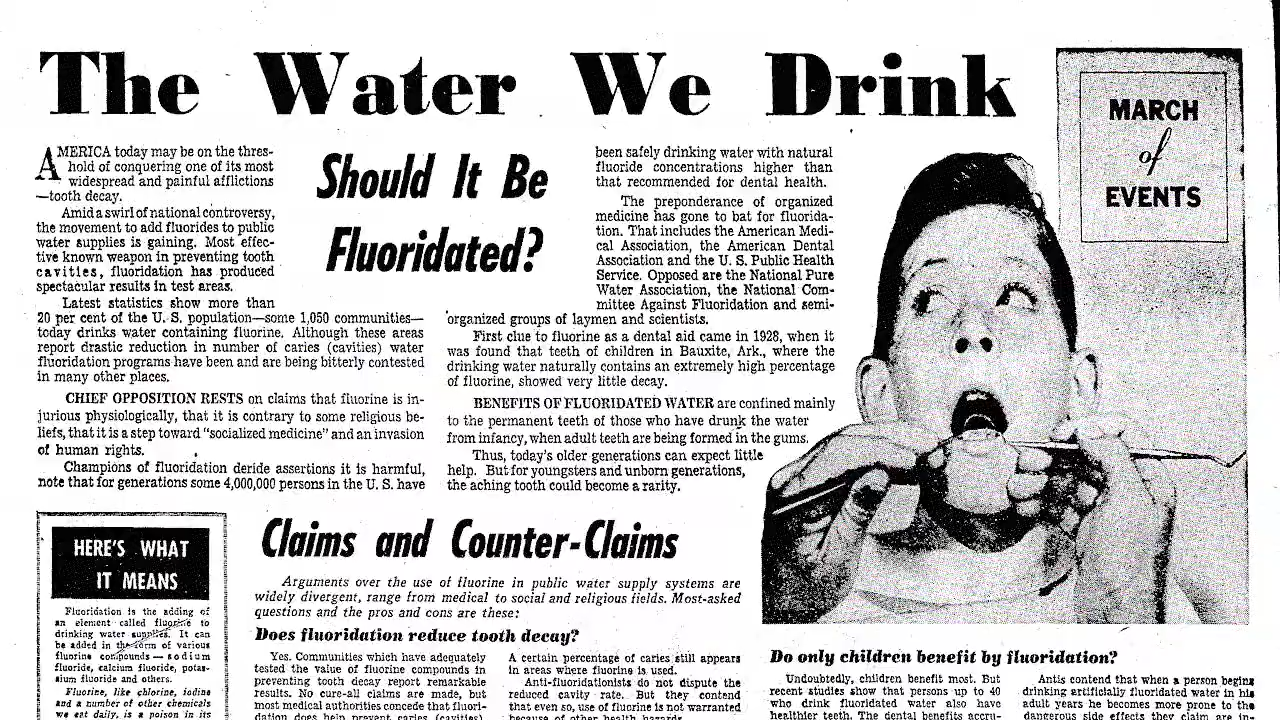 The Water We Drink
MARCH
of
EVENTS
Should It Be
Fluoridated?
AMERICA today may be on the thres-
hold of conquering one of its most
widespread and painful afflictions
—tooth decay.
Amid a swirl of national controversy,
the movement to add fluorides to public
water supplies is gaining. Most effec-
tive known weapon in preventing tooth
cavities, fluoridation has produced
spectacular results in test areas.
Latest statistics show more than
20 per cent of the U. S. population—some 1,050 communities—
today drinks water containing fluorine. Although these areas
report drastic reduction in number of caries (cavities) water
fluoridation programs have been and are being bitterly contested
in many other places.
CHIEF OPPOSITION RESTS on claims that fluorine is in-
jurious physiologically, that it is contrary to some religious be-
liefs, that it is a step toward "socialized medicine" and an invasion
of human rights.
Champions of fluoridation deride assertions it is harmful,
note that for generations some 4,000,000 persons in the U. S. have
been safely drinking water with natural
fluoride concentrations higher than
that recommended for dental health.
The preponderance of organized
medicine has gone to bat for fluorida-
tion. That includes the American Medi-
cal Association, the American Dental
Association and the U. S. Public Health
Service. Opposed are the National Pure
Water Association, the National Com-
mittee Against Fluoridation and semi-
organized groups of laymen and scientists.
First clue to fluorine as a dental aid came in 1928, when it
was found that teeth of children in Bauxite, Ark., where the
drinking water naturally contains an extremely high percentage
of fluorine, showed very little decay.
BENEFITS OF FLUORIDATED WATER are confined mainly
to the permanent teeth of those who have drunk the water
from infancy, when adult teeth are being formed in the gums.
Thus, today's older generations can expect little
help. But for youngsters and unborn generations,
the aching tooth could become a rarity.
HERE'S WHAT
IT MEANS
Fluoridation is the adding of
an element called fluorine to
drinking water supplies. It can
be added in the form of various
fluorine compounds — sodium
fluoride, calcium fluoride, potas-
sium fluoride and others.
Fluorine, like chlorine, iodine
and a number of other chemicals
we eat daily, is a poison in its
Claims and Counter-Claims
Arguments over the use of fluorine in public water supply systems are
widely divergent, range from medical to social and religious fields. Most-asked
questions and the pros and cons are these:
Does fluoridation reduce tooth decay?
Yes. Communities which have adequately
tested the value of fluorine compounds in
preventing tooth decay report remarkable
results. No cure-all claims are made, but
most medical authorities concede that fluori-
dation does help prevent caries (cavities).
A certain percentage of caries still appears
in areas where fluorine is used.
Anti-fluoridationists do not dispute the
reduced cavity rate. But they contend
that even so, use of fluorine is not warranted
because of other health hazards.
Do only children benefit by fluoridation?
Undoubtedly, children benefit most. But
recent studies show that persons up to 40
who drink fluoridated water also have
healthier teeth. The dental benefits accru-
Antis contend that when a person begins
drinking artificially fluoridated water in his
adult years he becomes more prone to the
dangerous side effects they claim are in-